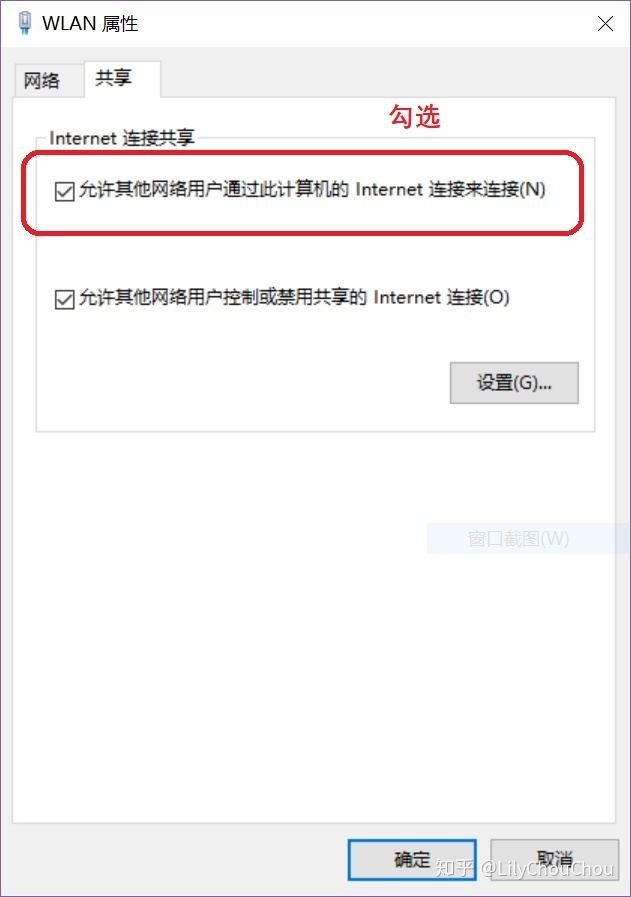 WLAN 属性
网络
共享
勾选
Internet 连接共享
允许其他网络用户通过此计算机的 Internet 连接来连接(N)
允许其他网络用户控制或禁用共享的 Internet 连接(O)
设置(G)...
窗口截图(W)
确定
取消
知乎 @LilyChouChou